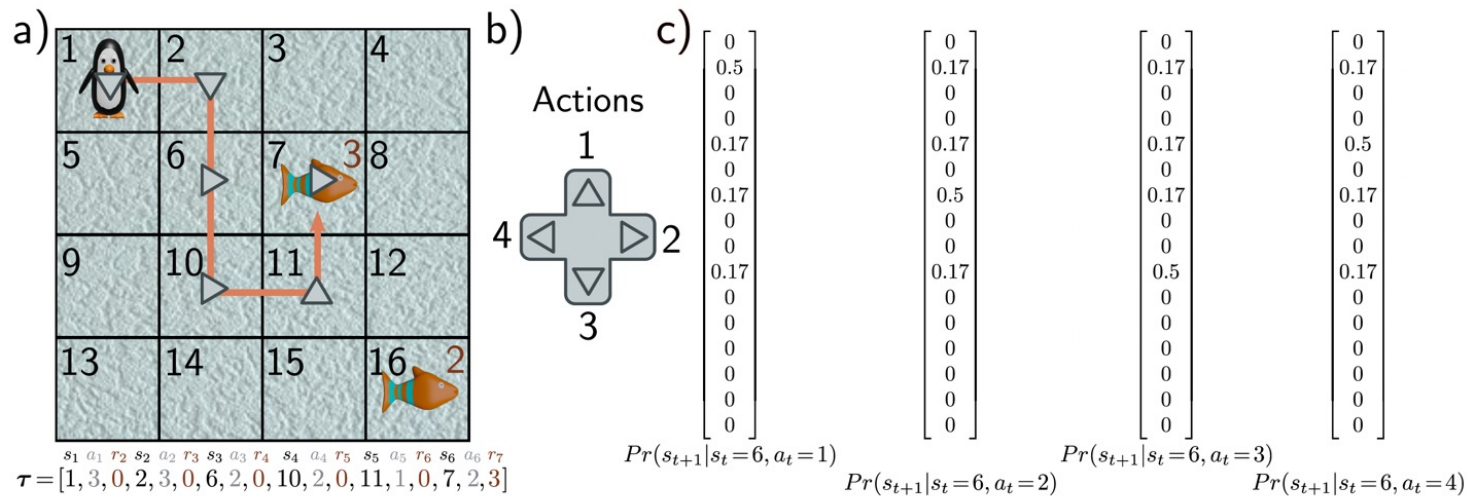 a)
1 2 3 4
5 6 7 3 8
9 10 11 12
13 14 15 16 2
s₁ a₁ r₂ s₂ a₂ r₃ s₃ a₃ r₄ s₄ a₄ r₅ s₅ a₅ r₆ s₆ a₆ r₇
τ=[1,3,0,2,3,0,6,2,0,10,2,0,11,1,0,7,2,3]
b)
Actions
1
4 2
3
c)
0 0 0 0
0.5 0.17 0.17 0.17
0 0 0 0
0 0 0 0
0.17 0.17 0.17 0.5
0 0 0 0
0.17 0.5 0.17 0.17
0 0 0 0
0 0 0 0
0.17 0.17 0.5 0.17
0 0 0 0
0 0 0 0
0 0 0 0
0 0 0 0
0 0 0 0
0 0 0 0
Pr(sₜ₊₁|sₜ=6, aₜ=1)
Pr(sₜ₊₁|sₜ=6, aₜ=2)
Pr(sₜ₊₁|sₜ=6, aₜ=3)
Pr(sₜ₊₁|sₜ=6, aₜ=4)